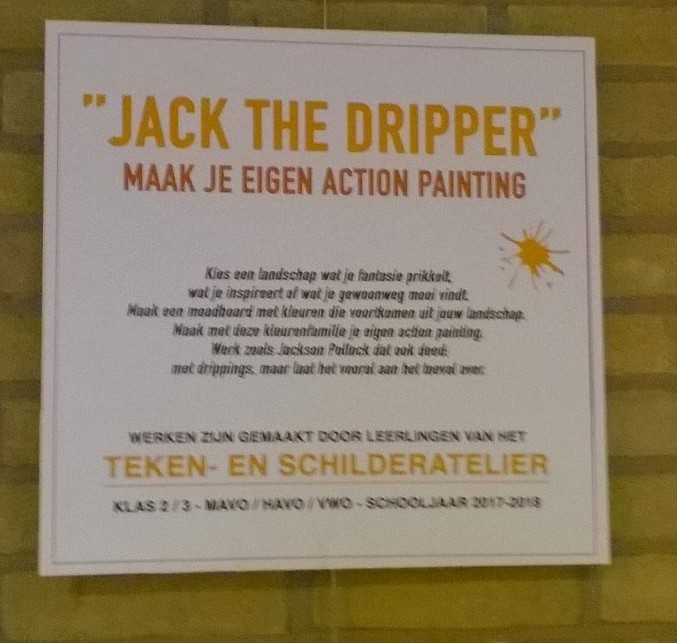 "JACK THE DRIPPER"
MAAK JE EIGEN ACTION PAINTING
Kies een landschap wat je fantasie prikkelt,
wat je inspireert of wat je gewoonweg mooi vindt.
Maak een moodboard met kleuren die voortkomen uit jouw landschap.
Maak met deze kleurenfamilie je eigen action painting.
Werk zoals Jackson Pollock dat ook deed:
met drippings, maar laat het vooral aan het toeval over.
WERKEN ZIJN GEMAAKT DOOR LEERLINGEN VAN HET
TEKEN- EN SCHILDERATELIER
KLAS 2 / 3 - MAVO / HAVO / VWO - SCHOOLJAAR 2017-2018